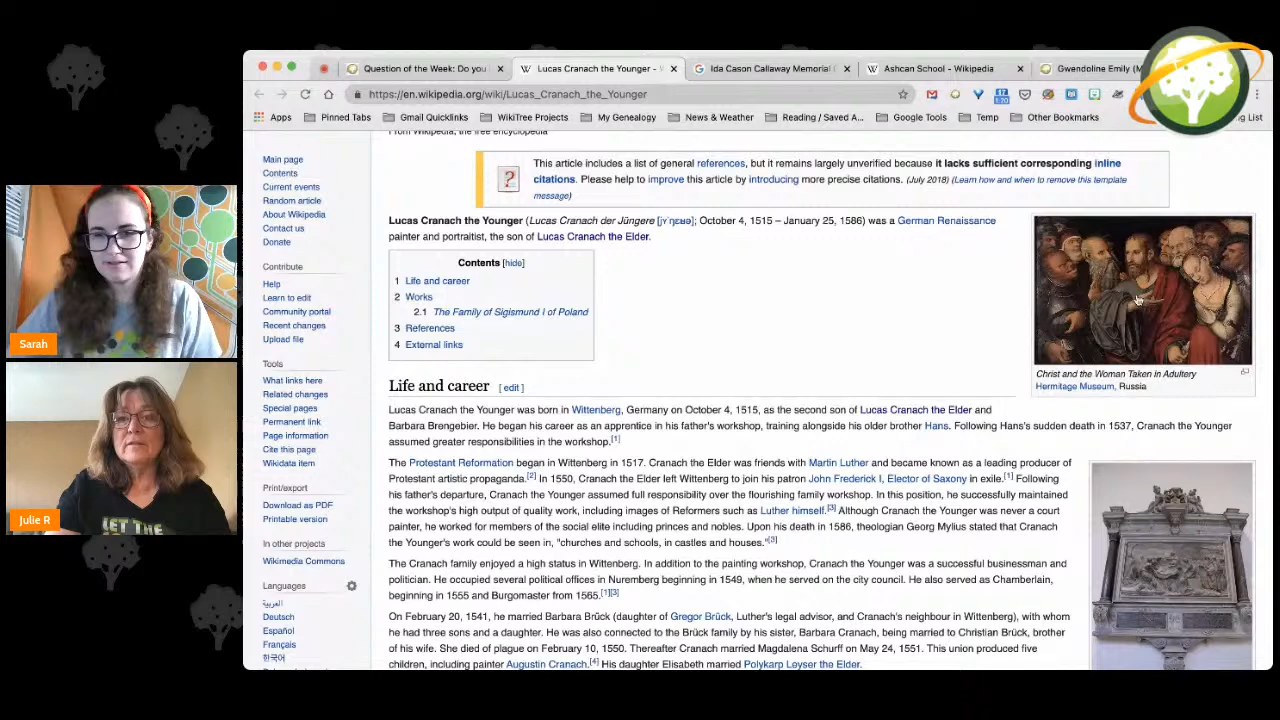 Question of the Week: Do you
Lucas Cranach the Younger -
Ida Cason Callaway Memorial
Ashcan School - Wikipedia
Gwendoline Emily (M
https://en.wikipedia.org/wiki/Lucas_Cranach_the_Younger
Apps
Pinned Tabs
Gmail Quicklinks
WikiTree Projects
My Genealogy
News & Weather
Reading / Saved A...
Google Tools
Temp
Other Bookmarks
ng List
From Wikipedia, the free encyclopedia
Main page
Contents
Current events
Random article
About Wikipedia
Contact us
Donate
Contribute
Help
Learn to edit
Community portal
Recent changes
Upload file
Tools
What links here
Related changes
Special pages
Permanent link
Page information
Cite this page
Wikidata item
Print/export
Download as PDF
Printable version
In other projects
Wikimedia Commons
Languages
العربية
Deutsch
Español
Français
한국어
This article includes a list of general references, but it remains largely unverified because it lacks sufficient corresponding inline
citations. Please help to improve this article by introducing more precise citations. (July 2018) (Learn how and when to remove this template
message)
Lucas Cranach the Younger (Lucas Cranach der Jüngere October 4, 1515 – January 25, 1586) was a German Renaissance
painter and portraitist, the son of Lucas Cranach the Elder.
Contents [hide]
1 Life and career
2 Works
2.1 The Family of Sigismund I of Poland
3 References
4 External links
Christ and the Woman Taken in Adultery
Hermitage Museum, Russia
Life and career [ edit ]
Lucas Cranach the Younger was born in Wittenberg, Germany on October 4, 1515, as the second son of Lucas Cranach the Elder and
Barbara Brengebier. He began his career as an apprentice in his father's workshop, training alongside his older brother Hans. Following Hans's sudden death in 1537, Cranach the Younger
assumed greater responsibilities in the workshop.[1]
The Protestant Reformation began in Wittenberg in 1517. Cranach the Elder was friends with Martin Luther and became known as a leading producer of
Protestant artistic propaganda.[2] In 1550, Cranach the Elder left Wittenberg to join his patron John Frederick I, Elector of Saxony in exile.[1] Following
his father's departure, Cranach the Younger assumed full responsibility over the flourishing family workshop. In this position, he successfully maintained
the workshop's high output of quality work, including images of Reformers such as Luther himself.[3] Although Cranach the Younger was never a court
painter, he worked for members of the social elite including princes and nobles. Upon his death in 1586, theologian Georg Mylius stated that Cranach
the Younger's work could be seen in, "churches and schools, in castles and houses."[3]
The Cranach family enjoyed a high status in Wittenberg. In addition to the painting workshop, Cranach the Younger was a successful businessman and
politician. He occupied several political offices in Nuremberg beginning in 1549, when he served on the city council. He also served as Chamberlain,
beginning in 1555 and Burgomaster from 1565.[1][3]
On February 20, 1541, he married Barbara Brück (daughter of Gregor Brück, Luther's legal advisor, and Cranach's neighbour in Wittenberg), with whom
he had three sons and a daughter. He was also connected to the Brück family by his sister, Barbara Cranach, being married to Christian Brück, brother
of his wife. She died of plague on February 10, 1550. Thereafter Cranach married Magdalena Schurff on May 24, 1551. This union produced five
children, including painter Augustin Cranach.[4] His daughter Elisabeth married Polykarp Leyser the Elder.
Sarah
LET THE
Julie R